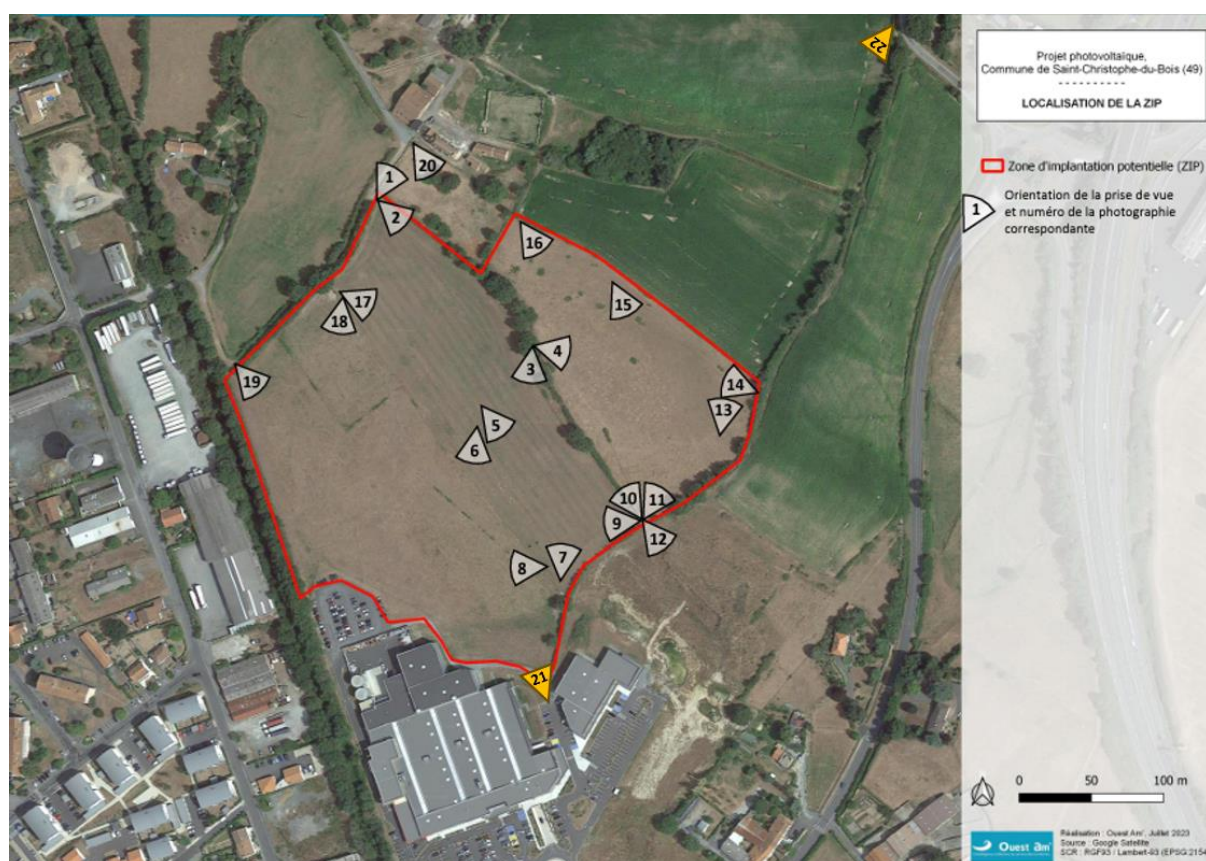 Projet photovoltaïque,
Commune de Saint-Christophe-du-Bois (49)
- - - - - - - - - -
LOCALISATION DE LA ZIP
Zone d'implantation potentielle (ZIP)
1
Orientation de la prise de vue
et numéro de la photographie
correspondante
22
20
1
2
16
15
17
18
4
3
19
14
13
5
6
10
11
9
12
7
8
21
0 50 100 m
Ouest Am'
Réalisation : Ouest Am', Juillet 2023
Source : Google Satellite
SCR : RGF93 / Lambert-93 (EPSG:2154